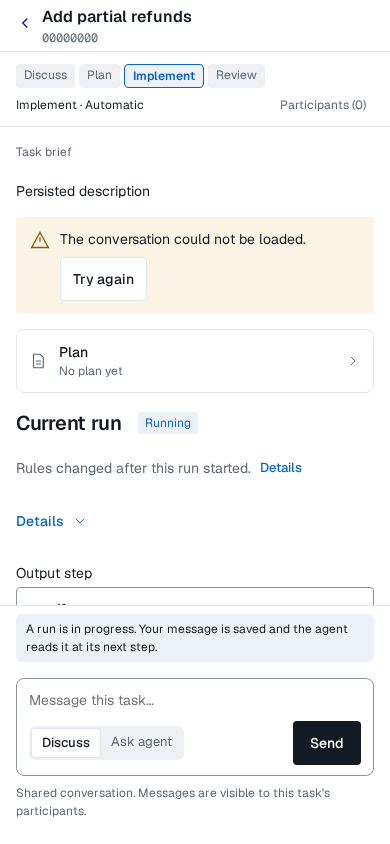 Add partial refunds
00000000
Discuss Plan Implement Review
Implement · Automatic Participants (0)
Task brief
Persisted description
The conversation could not be loaded.
Try again
Plan
No plan yet
Current run Running
Rules changed after this run started. Details
Details
Output step
A run is in progress. Your message is saved and the agent
reads it at its next step.
Message this task...
Discuss Ask agent
Send
Shared conversation. Messages are visible to this task's
participants.